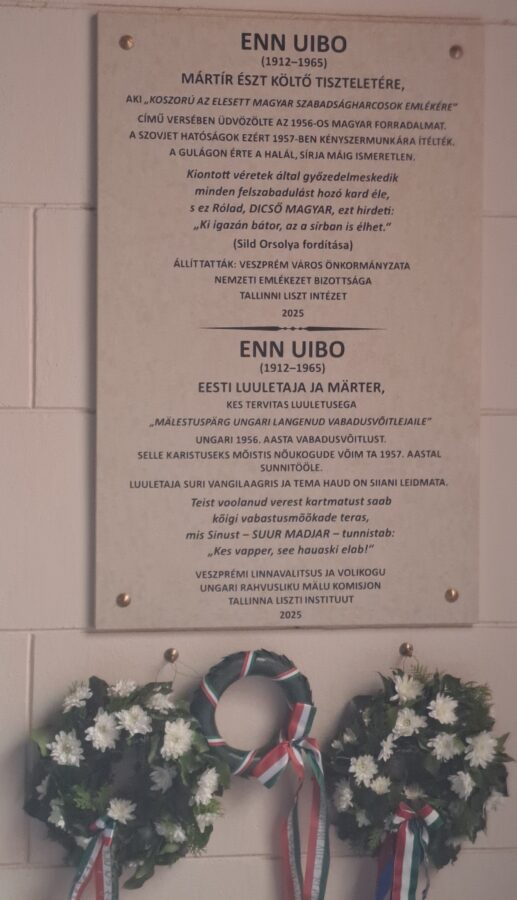 ENN UIBO
(1912–1965)
MÁRTÍR ÉSZT KÖLTŐ TISZTELETÉRE,
AKI „KOSZORÚ AZ ELESETT MAGYAR SZABADSÁGHARCOSOK EMLÉKÉRE”
CÍMŰ VERSÉBEN ÜDVÖZÖLTE AZ 1956-OS MAGYAR FORRADALMAT.
A SZOVJET HATÓSÁGOK EZÉRT 1957-BEN KÉNYSZERMUNKÁRA ÍTÉLTÉK.
A GULÁGON ÉRTE A HALÁL, SÍRJA MÁIG ISMERETLEN.
Kiontott véretek által győzedelmeskedik
minden felszabadulást hozó kard éle,
s ez Rólad, DICSŐ MAGYAR, ezt hirdeti:
„Ki igazán bátor, az a sírban is élhet.”
(Sild Orsolya fordítása)
ÁLLÍTTATTÁK: VESZPRÉM VÁROS ÖNKORMÁNYZATA
NEMZETI EMLÉKEZET BIZOTTSÁGA
TALLINNI LISZT INTÉZET
2025
ENN UIBO
(1912–1965)
EESTI LUULETAJA JA MÄRTER,
KES TERVITAS LUULETUSEGA
„MÄLESTUSPÄRG UNGARI LANGENUD VABADUSVÕITLEJAILE”
UNGARI 1956. AASTA VABADUSVÕITLUST.
SELLE KARISTUSEKS MÕISTIS NÕUKOGUDE VÕIM TA 1957. AASTAL
SUNNITÖÖLE.
LUULETAJA SURI VANGILAAGRIS JA TEMA HAUD ON SIIANI LEIDMATA.
Teist voolanud verest kartmatust saab
kõigi vabastusmõõkade teras,
mis Sinust – SUUR MADJAR – tunnistab:
„Kes vapper, see hauaski elab!”
VESZPRÉMI LINNAVALITSUS JA VOLIKOGU
UNGARI RAHVUSLIKU MÄLU KOMISJON
TALLINNA LISZTI INSTITUUT
2025